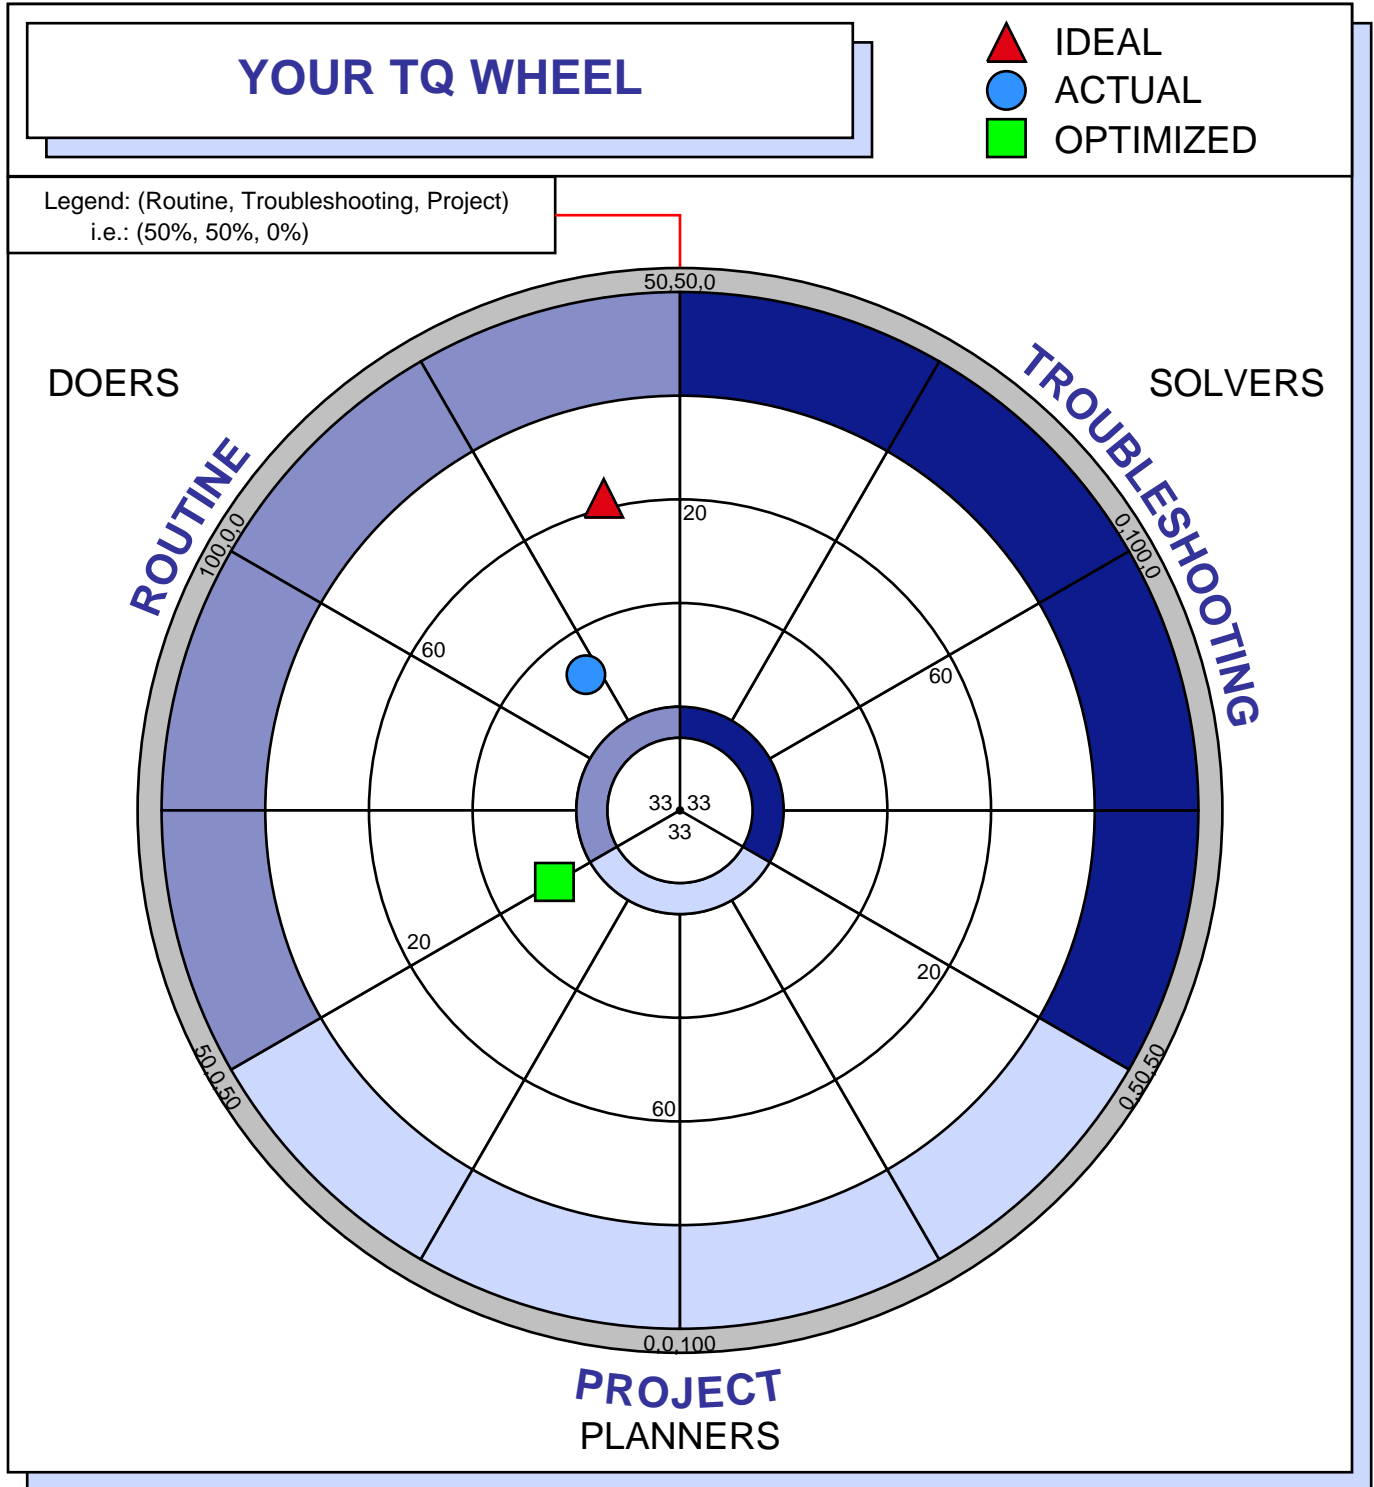 YOUR TQ WHEEL
IDEAL
ACTUAL
OPTIMIZED
Legend: (Routine, Troubleshooting, Project)
i.e.: (50%, 50%, 0%)
50,50,0
DOERS
SOLVERS
ROUTINE
TROUBLESHOOTING
100,0,0
0,100,0
20
60
60
33 33
33
20
20
50,0,50
0,50,50
60
0,0,100
PROJECT
PLANNERS